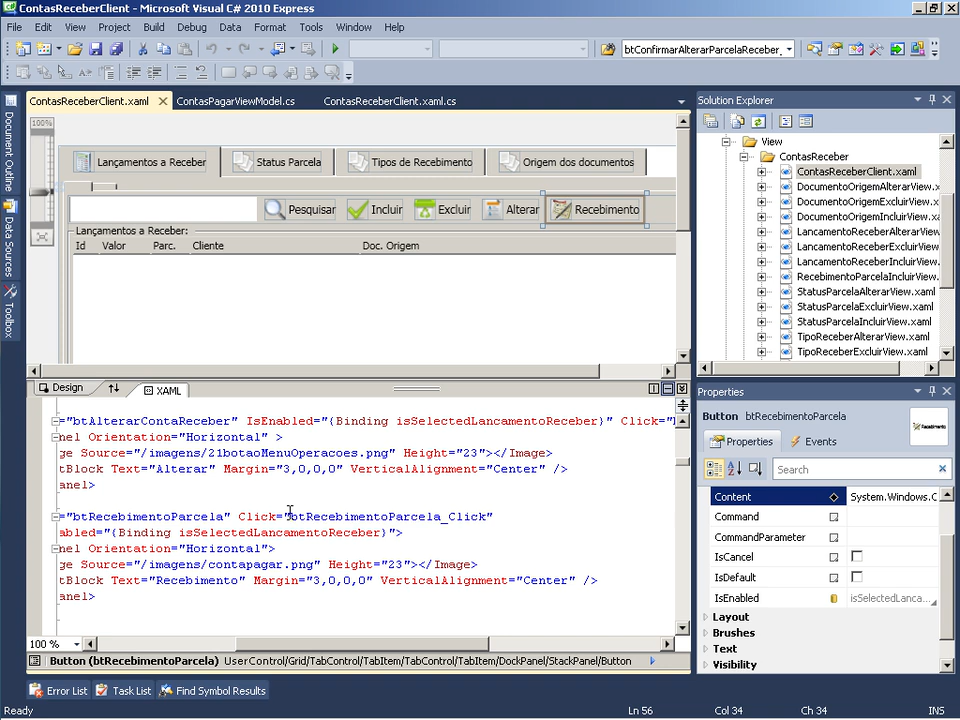 ContasReceberClient - Microsoft Visual C# 2010 Express
File Edit View Project Build Debug Data Format Tools Window Help
btConfirmarAlterarParcelaReceber_
ContasReceberClient.xaml ContasPagarViewModel.cs ContasReceberClient.xaml.cs
Document Outline
Data Sources
Toolbox
100%
Lançamentos a Receber Status Parcela Tipos de Recebimento Origem dos documentos
Pesquisar Incluir Excluir Alterar Recebimento
Lançamentos a Receber:
Id Valor Parc. Cliente Doc. Origem
Design XAML
="btAlterarContaReceber" IsEnabled="{Binding isSelectedLancamentoReceber}" Click="
nel Orientation="Horizontal" >
ge Source="/imagens/21botaoMenuOperacoes.png" Height="23"></Image>
tBlock Text="Alterar" Margin="3,0,0,0" VerticalAlignment="Center" />
anel>
="btRecebimentoParcela" Click="btRecebimentoParcela_Click"
abled="{Binding isSelectedLancamentoReceber}">
nel Orientation="Horizontal">
ge Source="/imagens/contapagar.png" Height="23"></Image>
tBlock Text="Recebimento" Margin="3,0,0,0" VerticalAlignment="Center" />
anel>
100 %
Button (btRecebimentoParcela) UserControl/Grid/TabControl/TabItem/TabControl/TabItem/DockPanel/StackPanel/Button
Solution Explorer
View
ContasReceber
ContasReceberClient.xaml
DocumentoOrigemAlterarView.x
DocumentoOrigemExcluirView.x
DocumentoOrigemIncluirView.xa
LancamentoReceberAlterarView
LancamentoReceberExcluirView
LancamentoReceberIncluirView.
RecebimentoParcelaIncluirView.
StatusParcelaAlterarView.xaml
StatusParcelaExcluirView.xaml
StatusParcelaIncluirView.xaml
TipoReceberAlterarView.xaml
TipoReceberExcluirView.xaml
Properties
Button btRecebimentoParcela
Recebimento
Properties Events
Search
Content System.Windows.C
Command
CommandParameter
IsCancel
IsDefault
IsEnabled isSelectedLanca...
Layout
Brushes
Text
Visibility
Error List Task List Find Symbol Results
Ready Ln 56 Col 34 Ch 34 INS